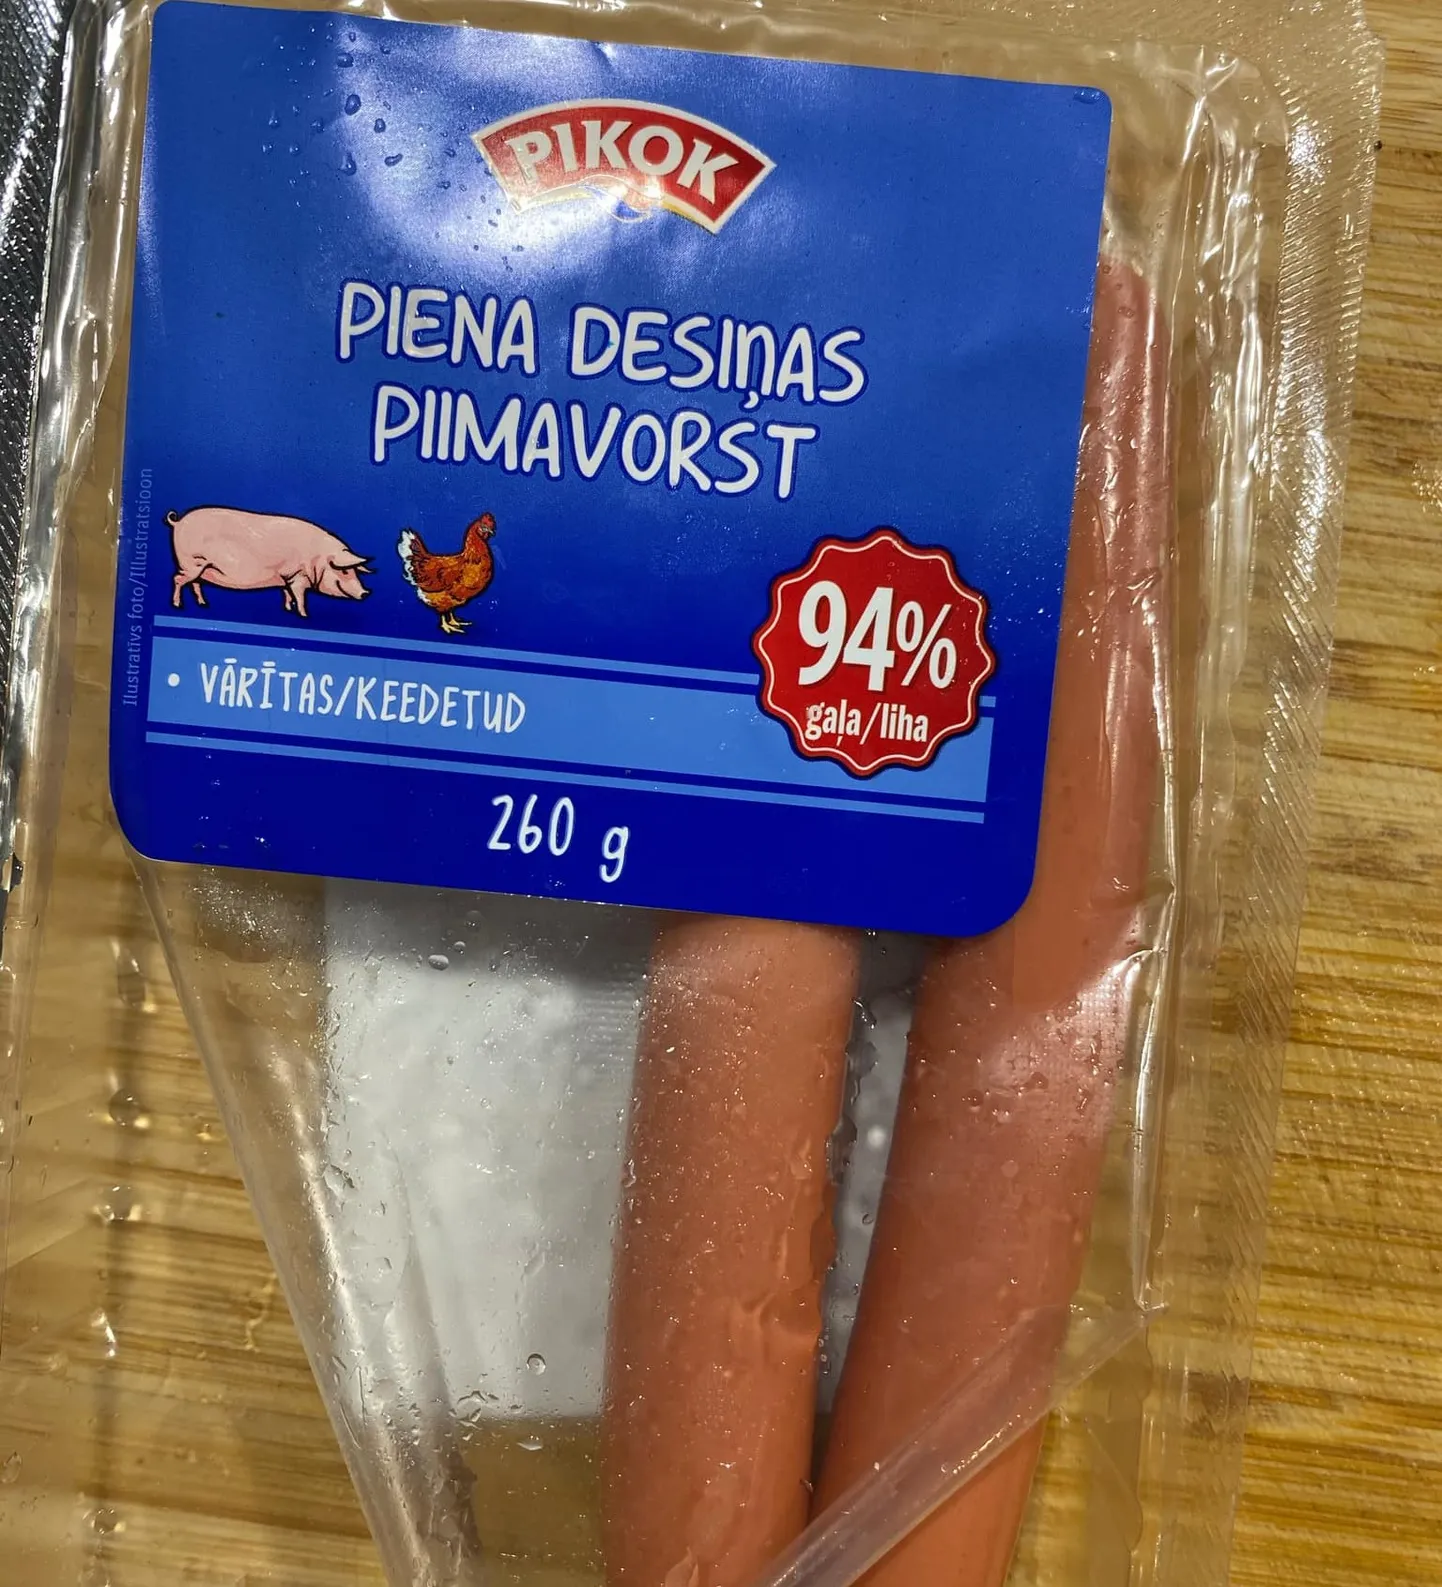 PIKOK
PIENA DESIŅAS
PIIMAVORST
Ilustratīvs foto/Illustratsioon
94%
gaļa/liha
• VĀRĪTAS/KEEDETUD
260 g